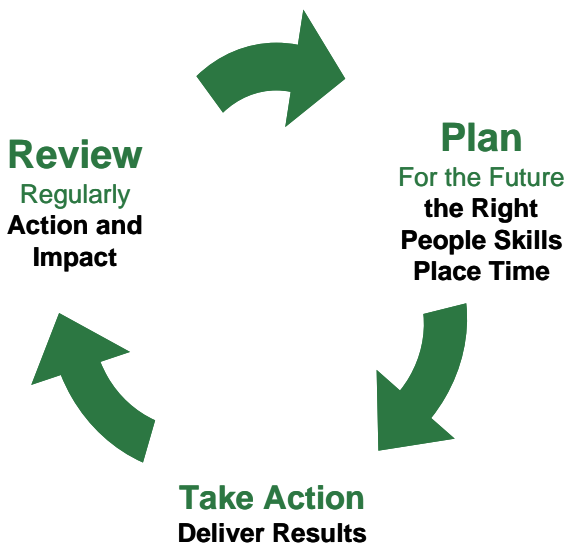 Review
Regularly
Action and
Impact
Plan
For the Future
the Right
People Skills
Place Time
Take Action
Deliver Results